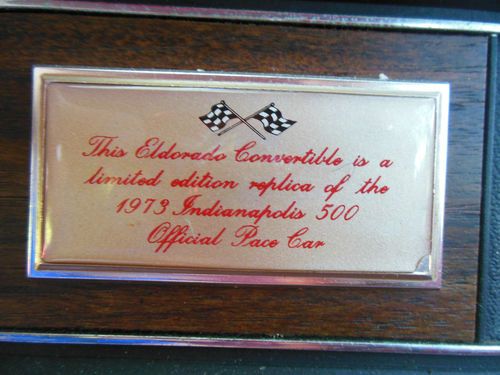 This Eldorado Convertible is a
limited edition replica of the
1973 Indianapolis 500
Official Pace Car